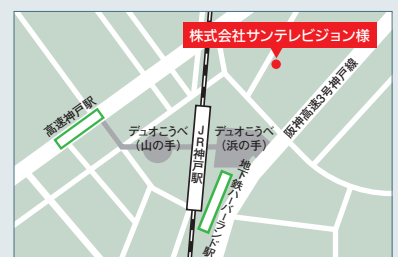 株式会社サンテレビジョン様
高速神戸駅
デュオこうべ
(山の手)
JR神戸駅
デュオこうべ
(浜の手)
阪神高速3号神戸線
地下鉄ハーバーランド駅